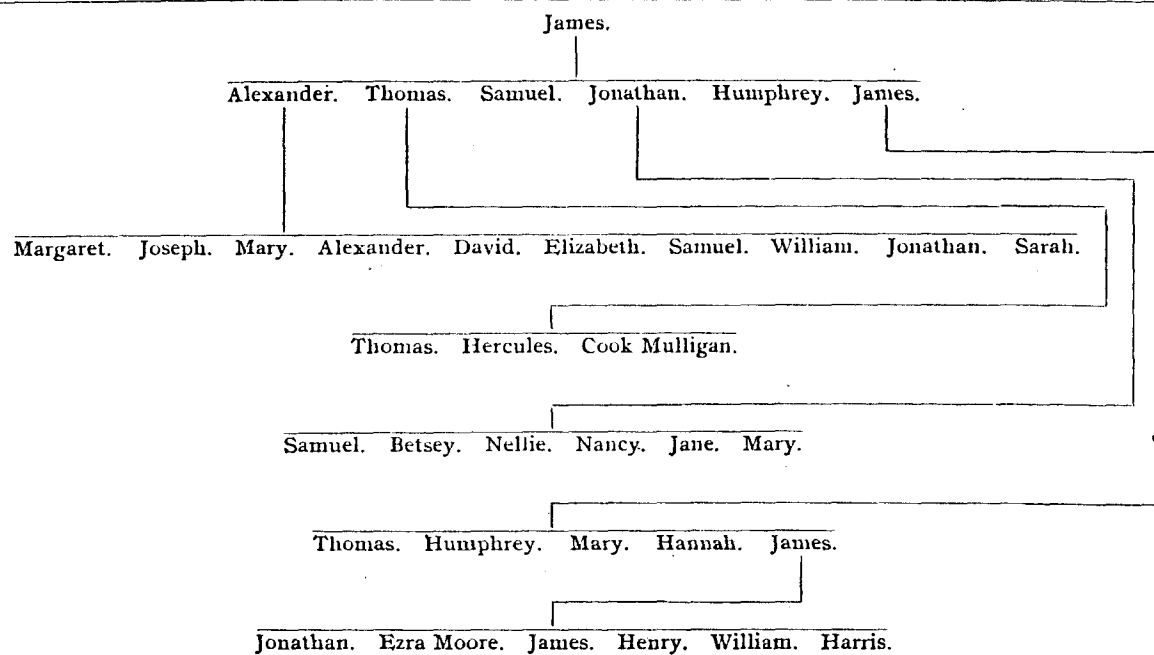 James.
Alexander. Thomas. Samuel. Jonathan. Humphrey. James.
Margaret. Joseph. Mary. Alexander. David. Elizabeth. Samuel. William. Jonathan. Sarah.
Thomas. Hercules. Cook Mulligan.
Samuel. Betsey. Nellie. Nancy. Jane. Mary.
Thomas. Humphrey. Mary. Hannah. James.
Jonathan. Ezra Moore. James. Henry. William. Harris.